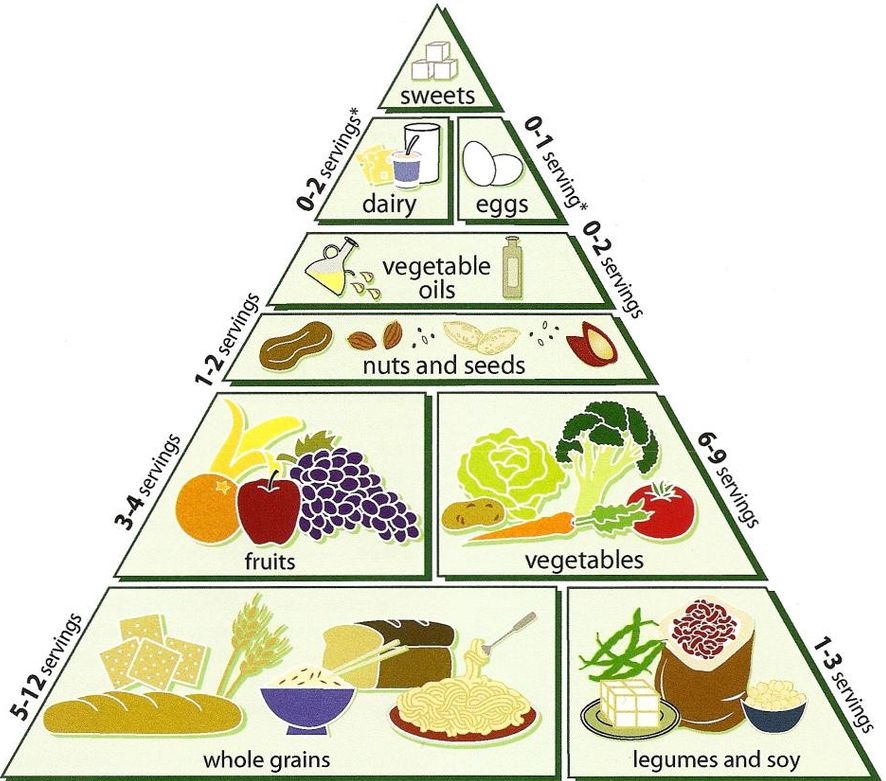 sweets
0-2 servings*
dairy
eggs
0-1 serving*
vegetable
oils
0-2 servings
1-2 servings
nuts and seeds
3-4 servings
fruits
vegetables
6-9 servings
5-12 servings
whole grains
legumes and soy
1-3 servings